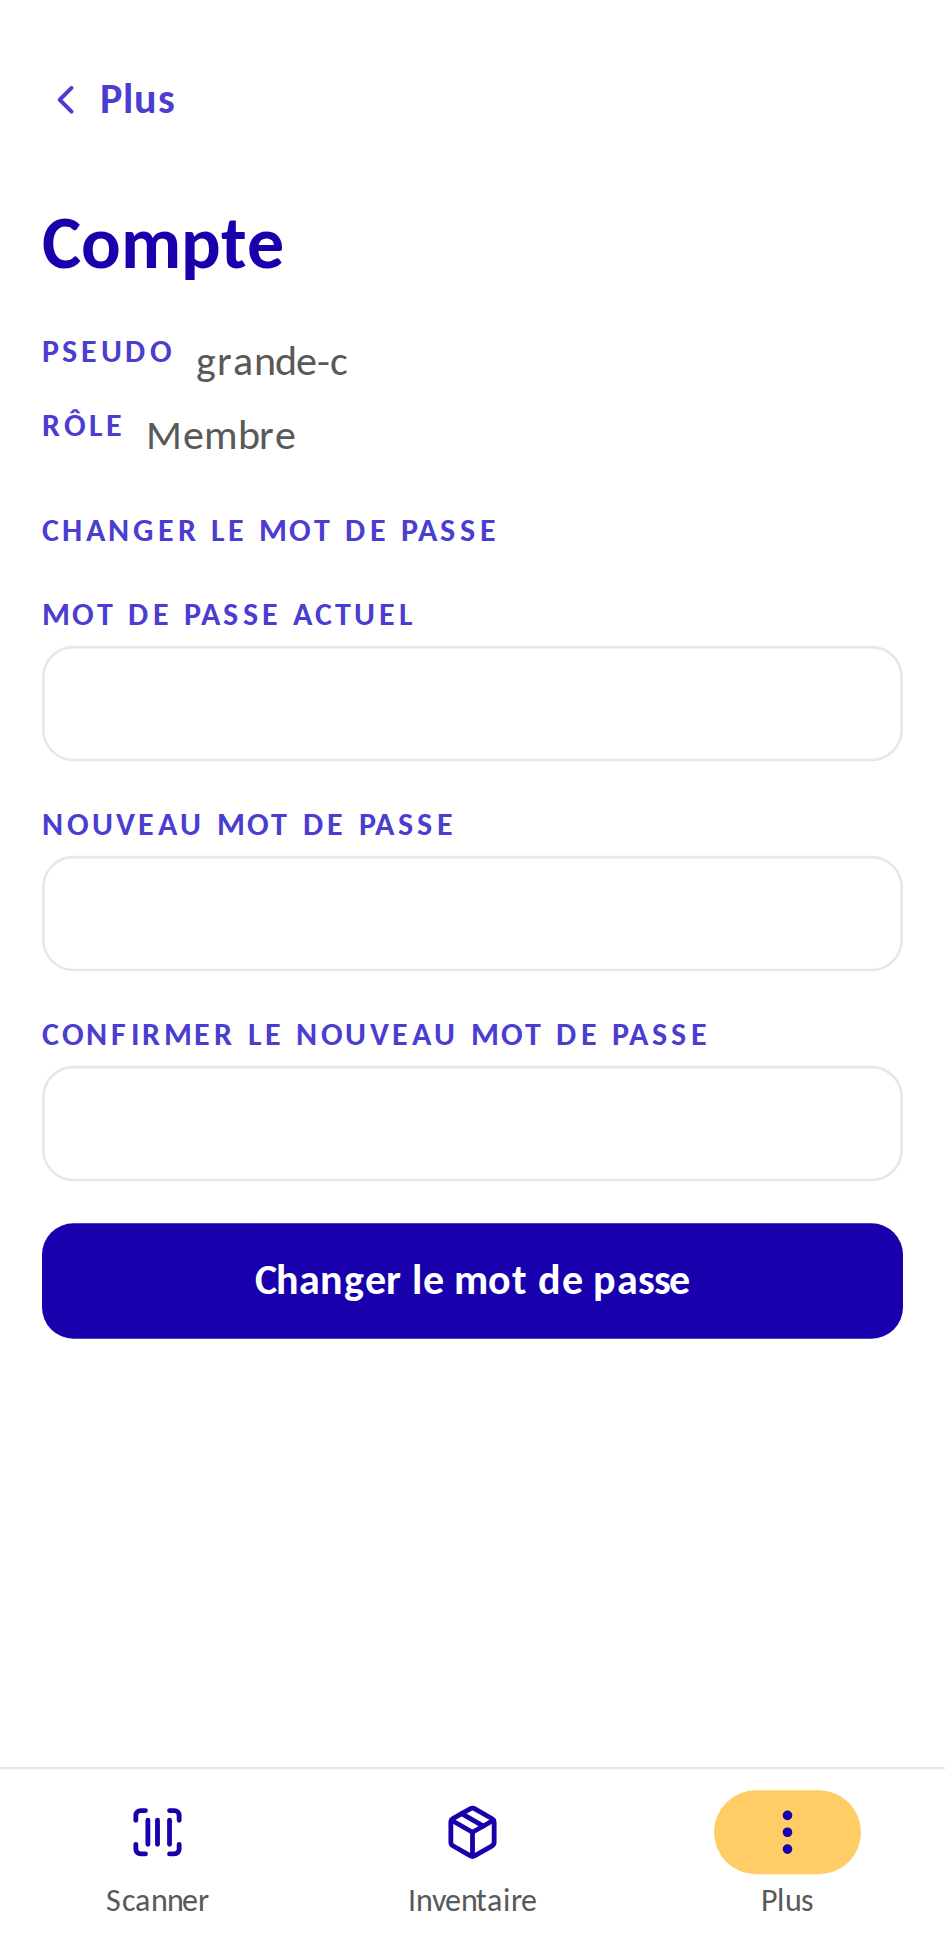 Plus
Compte
PSEUDO grande-c
RÔLE Membre
CHANGER LE MOT DE PASSE
MOT DE PASSE ACTUEL
NOUVEAU MOT DE PASSE
CONFIRMER LE NOUVEAU MOT DE PASSE
Changer le mot de passe
Scanner Inventaire Plus